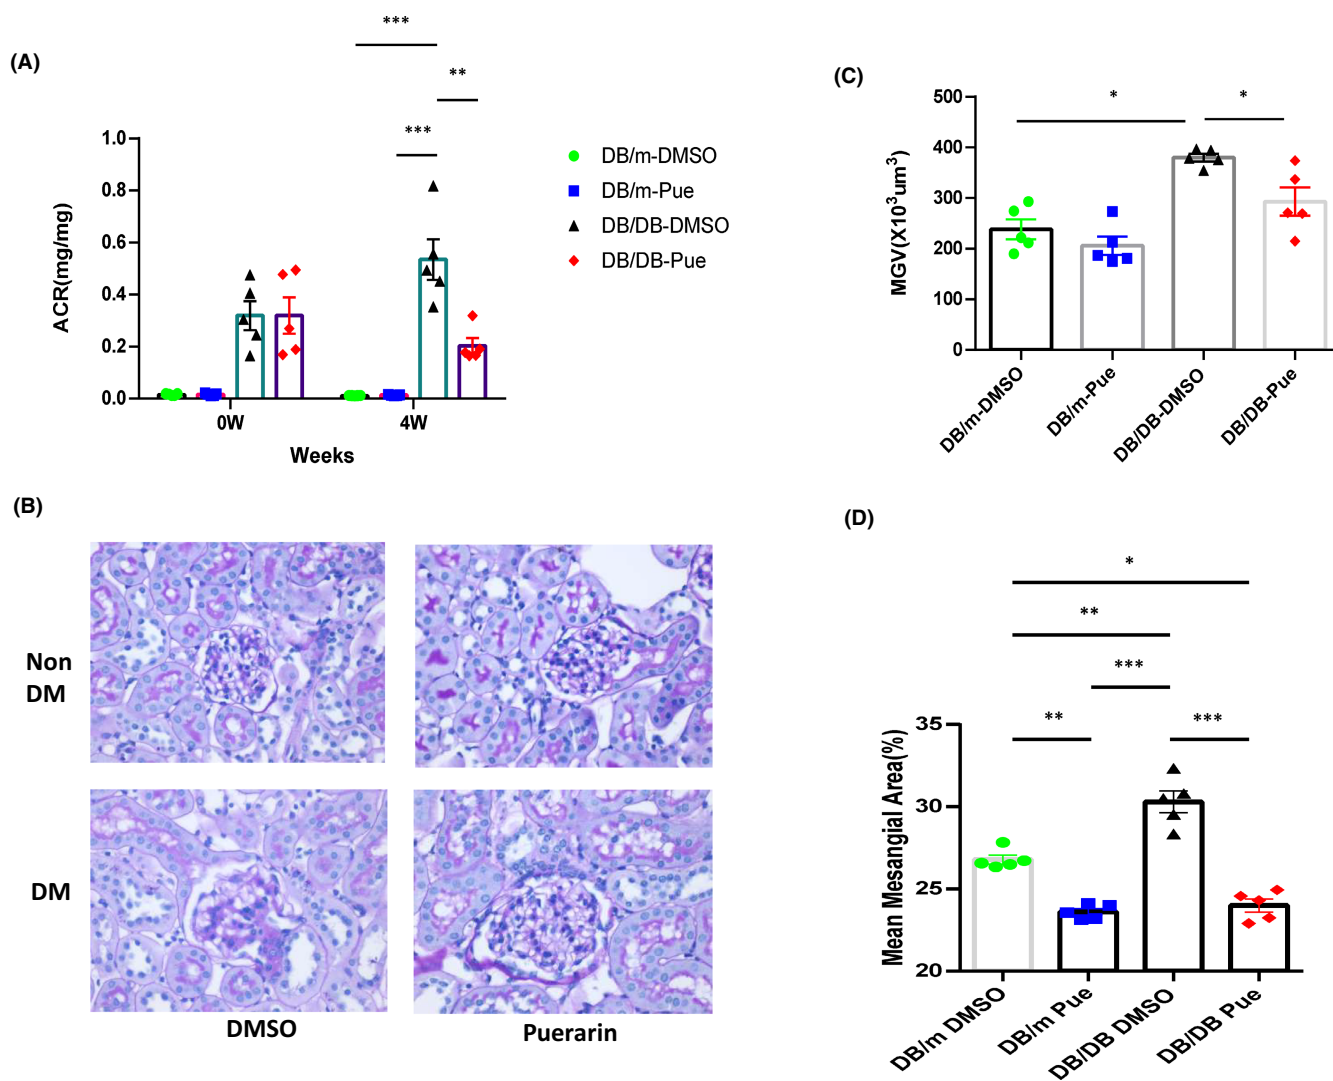 (A)
***
**
***
1.0
0.8
0.6
0.4
0.2
0.0
ACR(mg/mg)
0W
4W
Weeks
DB/m-DMSO
DB/m-Pue
DB/DB-DMSO
DB/DB-Pue
(C)
*
*
500
400
300
200
100
0
MGV(X10³um³)
DB/m-DMSO
DB/m-Pue
DB/DB-DMSO
DB/DB-Pue
(B)
Non
DM
DM
DMSO
Puerarin
(D)
*
**
***
**
***
35
30
25
20
Mean Mesangial Area(%)
DB/m DMSO
DB/m Pue
DB/DB DMSO
DB/DB Pue